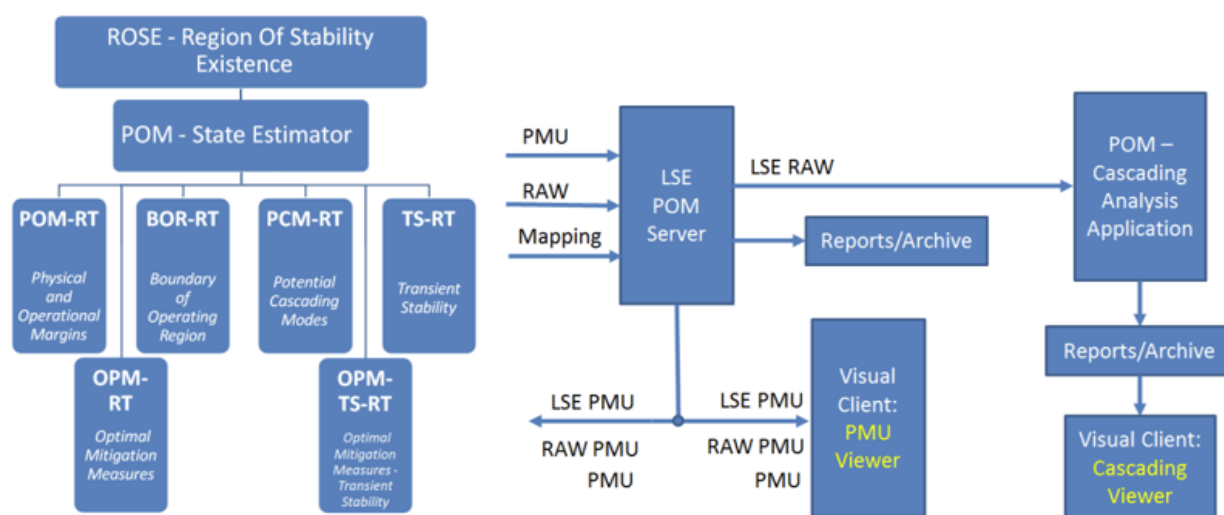 ROSE - Region Of Stability
Existence
POM - State Estimator
POM-RT
Physical
and
Operational
Margins
BOR-RT
Boundary
of
Operating
Region
PCM-RT
Potential
Cascading
Modes
TS-RT
Transient
Stability
OPM-
RT
Optimal
Mitigation
Measures
OPM-
TS-RT
Optimal
Mitigation
Measures -
Transient
Stability
PMU
RAW
Mapping
LSE
POM
Server
LSE RAW
Reports/Archive
POM –
Cascading
Analysis
Application
LSE PMU
RAW PMU
PMU
LSE PMU
RAW PMU
PMU
Visual
Client:
PMU
Viewer
Reports/Archive
Visual Client:
Cascading
Viewer